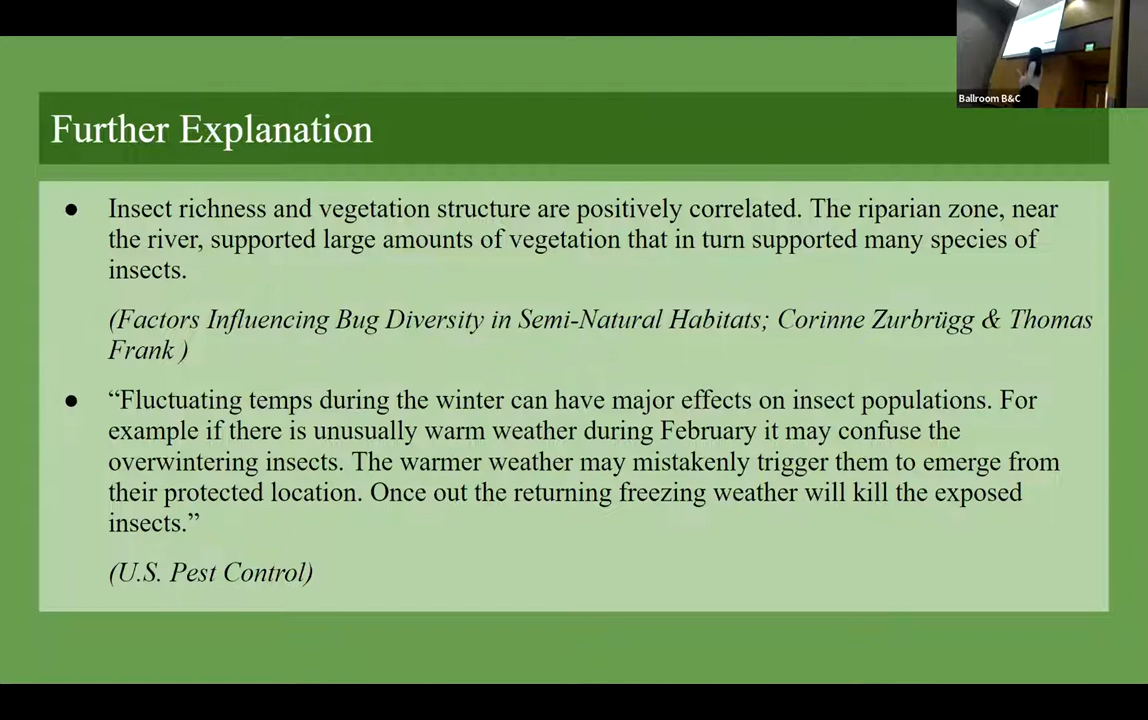 Ballroom B&C
Further Explanation
● Insect richness and vegetation structure are positively correlated. The riparian zone, near
the river, supported large amounts of vegetation that in turn supported many species of
insects.
(Factors Influencing Bug Diversity in Semi-Natural Habitats; Corinne Zurbrügg & Thomas
Frank )
● “Fluctuating temps during the winter can have major effects on insect populations. For
example if there is unusually warm weather during February it may confuse the
overwintering insects. The warmer weather may mistakenly trigger them to emerge from
their protected location. Once out the returning freezing weather will kill the exposed
insects.”
(U.S. Pest Control)